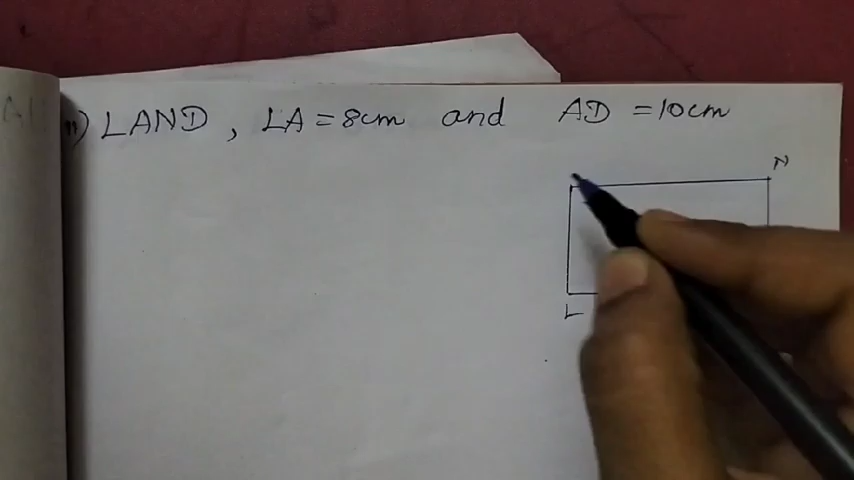 ) LAND, LA = 8cm and AD = 10cm
N
L